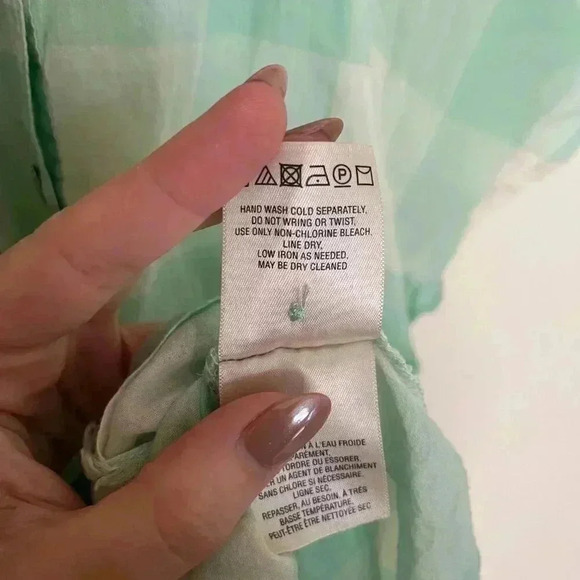 P
HAND WASH COLD SEPARATELY,
DO NOT WRING OR TWIST,
USE ONLY NON-CHLORINE BLEACH,
LINE DRY,
LOW IRON AS NEEDED,
MAY BE DRY CLEANED
À L'EAU FROIDE
TORDRE OU ESSORER,
UN AGENT DE BLANCHIMENT
SANS CHLORE SI NÉCESSAIRE.
LIGNE SEC,
REPASSER, AU BESOIN, À TRÈS
BASSE TEMPÉRATURE,
PEUT-ÊTRE ÊTRE NETTOYÉE SEC